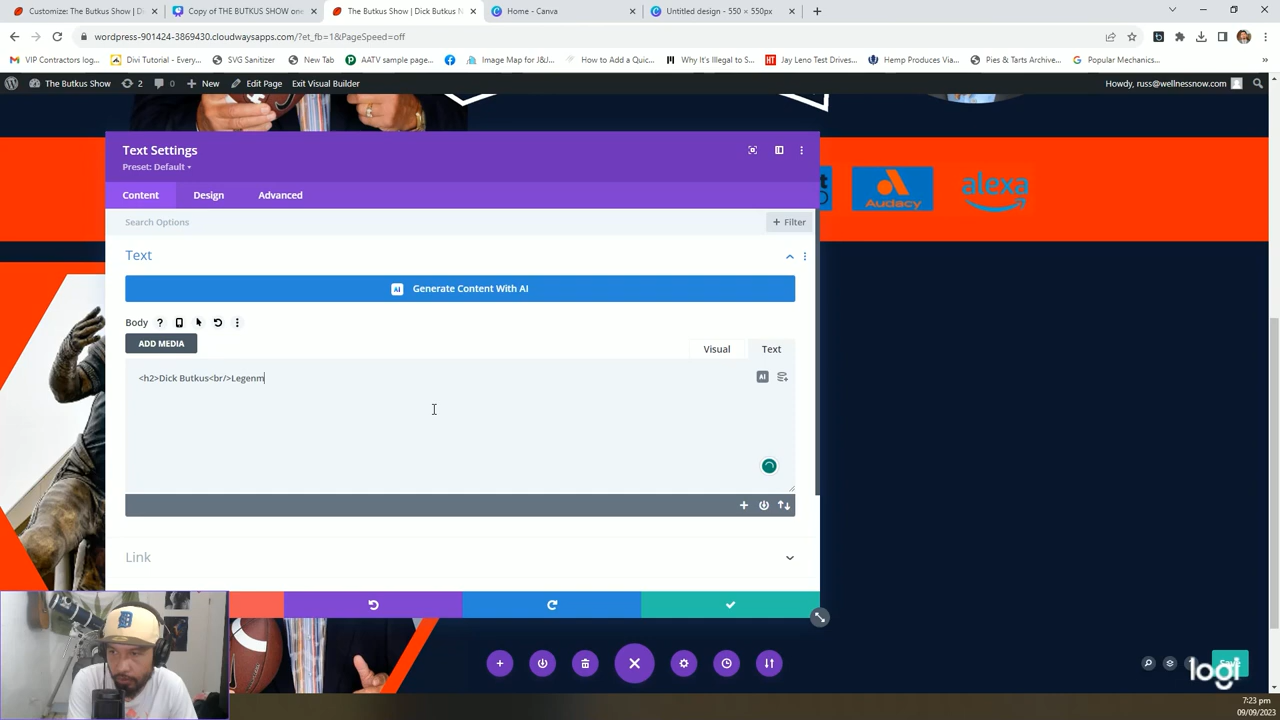 Customize: The Butkus Show | Di
Copy of THE BUTKUS SHOW one
The Butkus Show | Dick Butkus N
Home - Canva
Untitled design - 550 × 550px
wordpress-901424-3869430.cloudwaysapps.com/?et_fb=1&PageSpeed=off
VIP Contractors log...
Divi Tutorial - Every...
SVG Sanitizer
New Tab
AATV sample page...
Image Map for J&J...
How to Add a Quic...
Why It's Illegal to S...
Jay Leno Test Drives...
Hemp Produces Via...
Pies & Tarts Archive...
Popular Mechanics...
The Butkus Show
2
0
New
Edit Page
Exit Visual Builder
Howdy, russ@wellnessnow.com
Text Settings
Preset: Default
Content
Design
Advanced
Search Options
+ Filter
Text
AI Generate Content With AI
Body
ADD MEDIA
Visual
Text
<h2>Dick Butkus<br/>Legenm
AI
Link
Audacy
alexa
logi
7:23 pm
09/09/2023